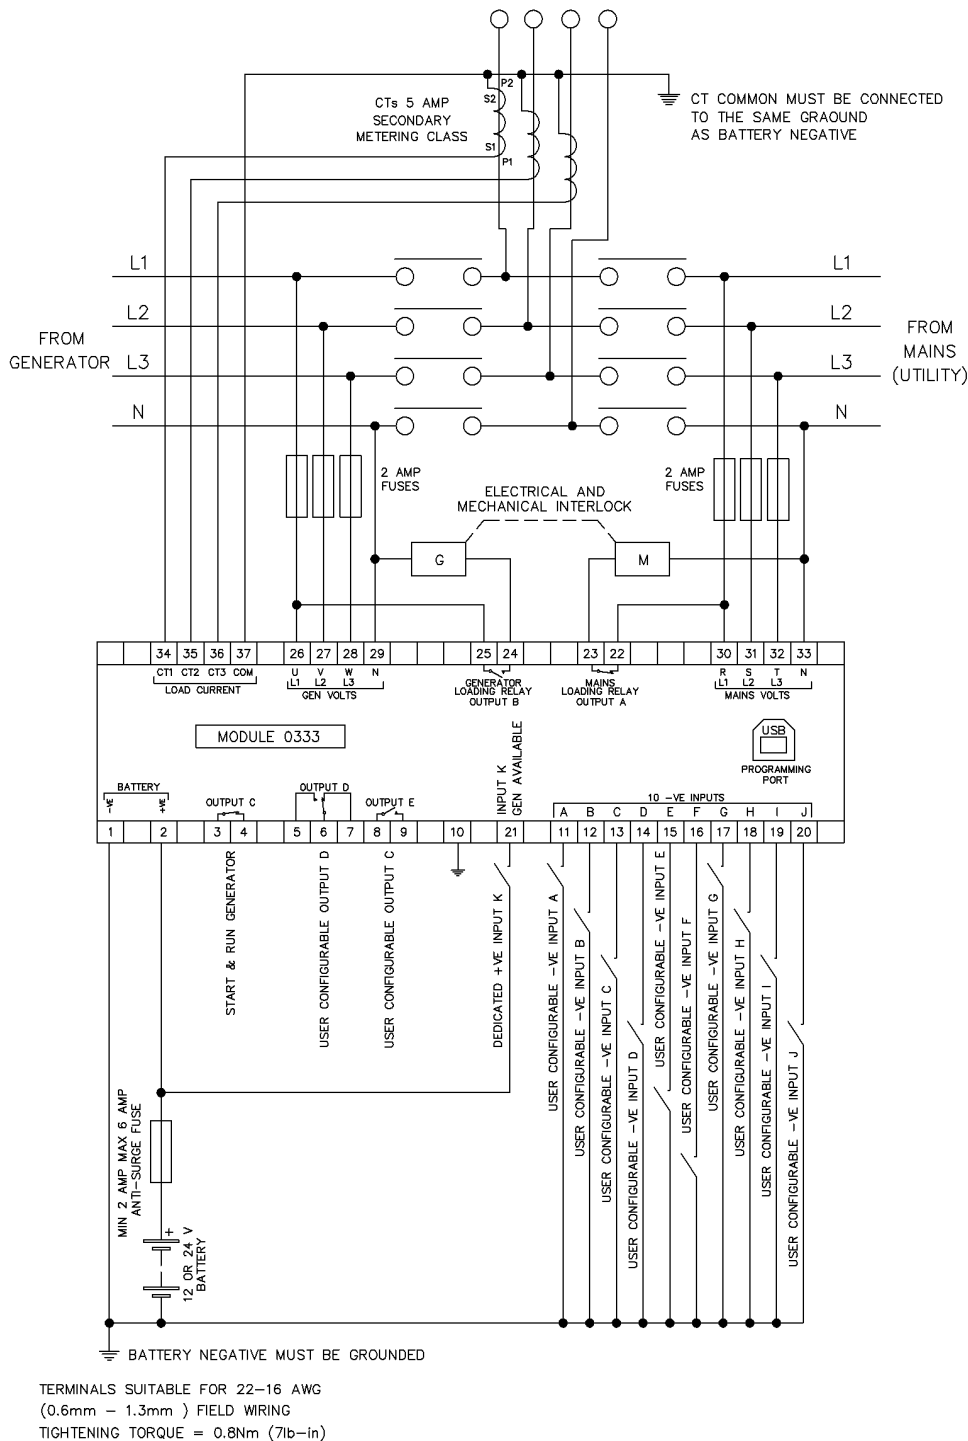 P2
S2
CTs 5 AMP
SECONDARY
METERING CLASS
S1
P1
CT COMMON MUST BE CONNECTED
TO THE SAME GRAOUND
AS BATTERY NEGATIVE
L1
L2
L3
N
FROM
GENERATOR
L1
L2
L3
N
FROM
MAINS
(UTILITY)
2 AMP
FUSES
ELECTRICAL AND
MECHANICAL INTERLOCK
2 AMP
FUSES
G
M
34 35 36 37 26 27 28 29 25 24 23 22 30 31 32 33
CT1 CT2 CT3 COM
LOAD CURRENT
U V W N
L1 L2 L3
GEN VOLTS
GENERATOR
LOADING RELAY
OUTPUT B
MAINS
LOADING RELAY
OUTPUT A
R S T N
L1 L2 L3
MAINS VOLTS
MODULE 0333
INPUT K
GEN AVAILABLE
USB
PROGRAMMING
PORT
BATTERY
-VE
+VE
OUTPUT C
OUTPUT D
OUTPUT E
10 -VE INPUTS
A B C D E F G H I J
1 2 3 4 5 6 7 8 9 10 21 11 12 13 14 15 16 17 18 19 20
START & RUN GENERATOR
USER CONFIGURABLE OUTPUT D
USER CONFIGURABLE OUTPUT C
DEDICATED +VE INPUT K
USER CONFIGURABLE -VE INPUT A
USER CONFIGURABLE -VE INPUT B
USER CONFIGURABLE -VE INPUT C
USER CONFIGURABLE -VE INPUT D
USER CONFIGURABLE -VE INPUT E
USER CONFIGURABLE -VE INPUT F
USER CONFIGURABLE -VE INPUT G
USER CONFIGURABLE -VE INPUT H
USER CONFIGURABLE -VE INPUT I
USER CONFIGURABLE -VE INPUT J
MIN 2 AMP MAX 6 AMP
ANTI-SURGE FUSE
+
12 OR 24 V
BATTERY
BATTERY NEGATIVE MUST BE GROUNDED
TERMINALS SUITABLE FOR 22-16 AWG
(0.6mm - 1.3mm ) FIELD WIRING
TIGHTENING TORQUE = 0.8Nm (7lb-in)